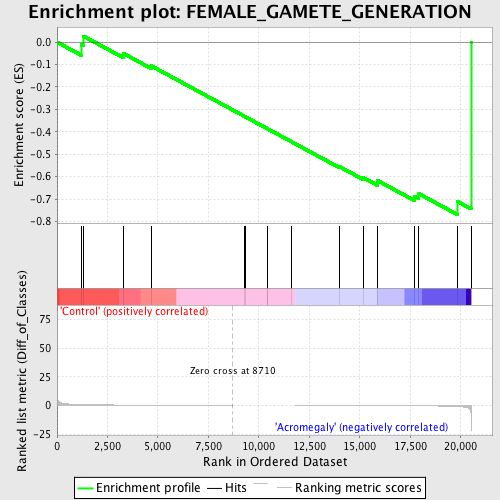 Enrichment plot: FEMALE_GAMETE_GENERATION
Enrichment score (ES)
0.0
-0.1
-0.2
-0.3
-0.4
-0.5
-0.6
-0.7
-0.8
'Control' (positively correlated)
Ranked list metric (Diff_of_Classes)
75
50
25
0
-25
Zero cross at 8710
'Acromegaly' (negatively correlated)
0 2,500 5,000 7,500 10,000 12,500 15,000 17,500 20,000
Rank in Ordered Dataset
Enrichment profile Hits Ranking metric scores